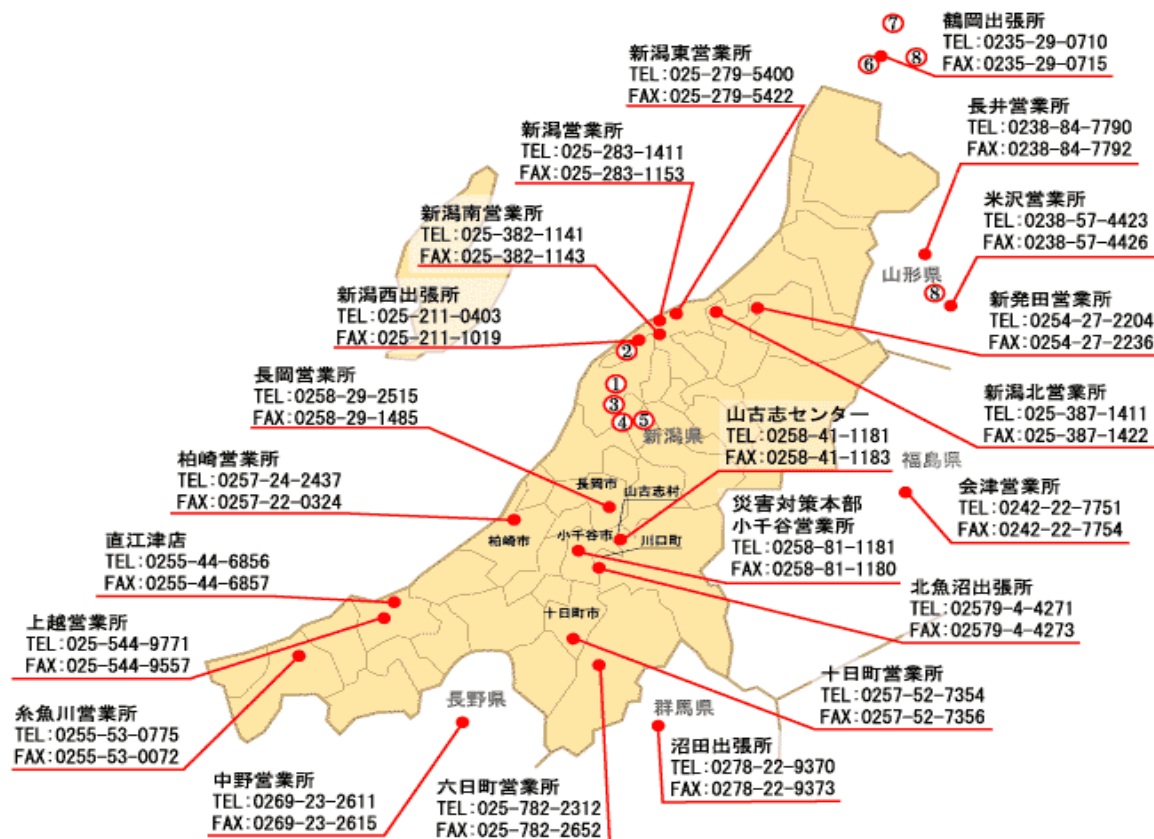 ⑦
鶴岡出張所
TEL:0235-29-0710
FAX:0235-29-0715
⑥
⑧
新潟東営業所
TEL:025-279-5400
FAX:025-279-5422
長井営業所
TEL:0238-84-7790
FAX:0238-84-7792
新潟営業所
TEL:025-283-1411
FAX:025-283-1153
米沢営業所
TEL:0238-57-4423
FAX:0238-57-4426
新潟南営業所
TEL:025-382-1141
FAX:025-382-1143
山形県
⑧
新潟西出張所
TEL:025-211-0403
FAX:025-211-1019
新発田営業所
TEL:0254-27-2204
FAX:0254-27-2236
②
長岡営業所
TEL:0258-29-2515
FAX:0258-29-1485
①
③
④
⑤
新潟県
新潟北営業所
TEL:025-387-1411
FAX:025-387-1422
山古志センター
TEL:0258-41-1181
FAX:0258-41-1183
福島県
柏崎営業所
TEL:0257-24-2437
FAX:0257-22-0324
長岡市
山古志村
会津営業所
TEL:0242-22-7751
FAX:0242-22-7754
災害対策本部
小千谷営業所
TEL:0258-81-1181
FAX:0258-81-1180
直江津店
TEL:0255-44-6856
FAX:0255-44-6857
柏崎市
小千谷市
川口町
北魚沼出張所
TEL:02579-4-4271
FAX:02579-4-4273
上越営業所
TEL:025-544-9771
FAX:025-544-9557
十日町市
十日町営業所
TEL:0257-52-7354
FAX:0257-52-7356
糸魚川営業所
TEL:0255-53-0775
FAX:0255-53-0072
長野県
群馬県
沼田出張所
TEL:0278-22-9370
FAX:0278-22-9373
中野営業所
TEL:0269-23-2611
FAX:0269-23-2615
六日町営業所
TEL:025-782-2312
FAX:025-782-2652